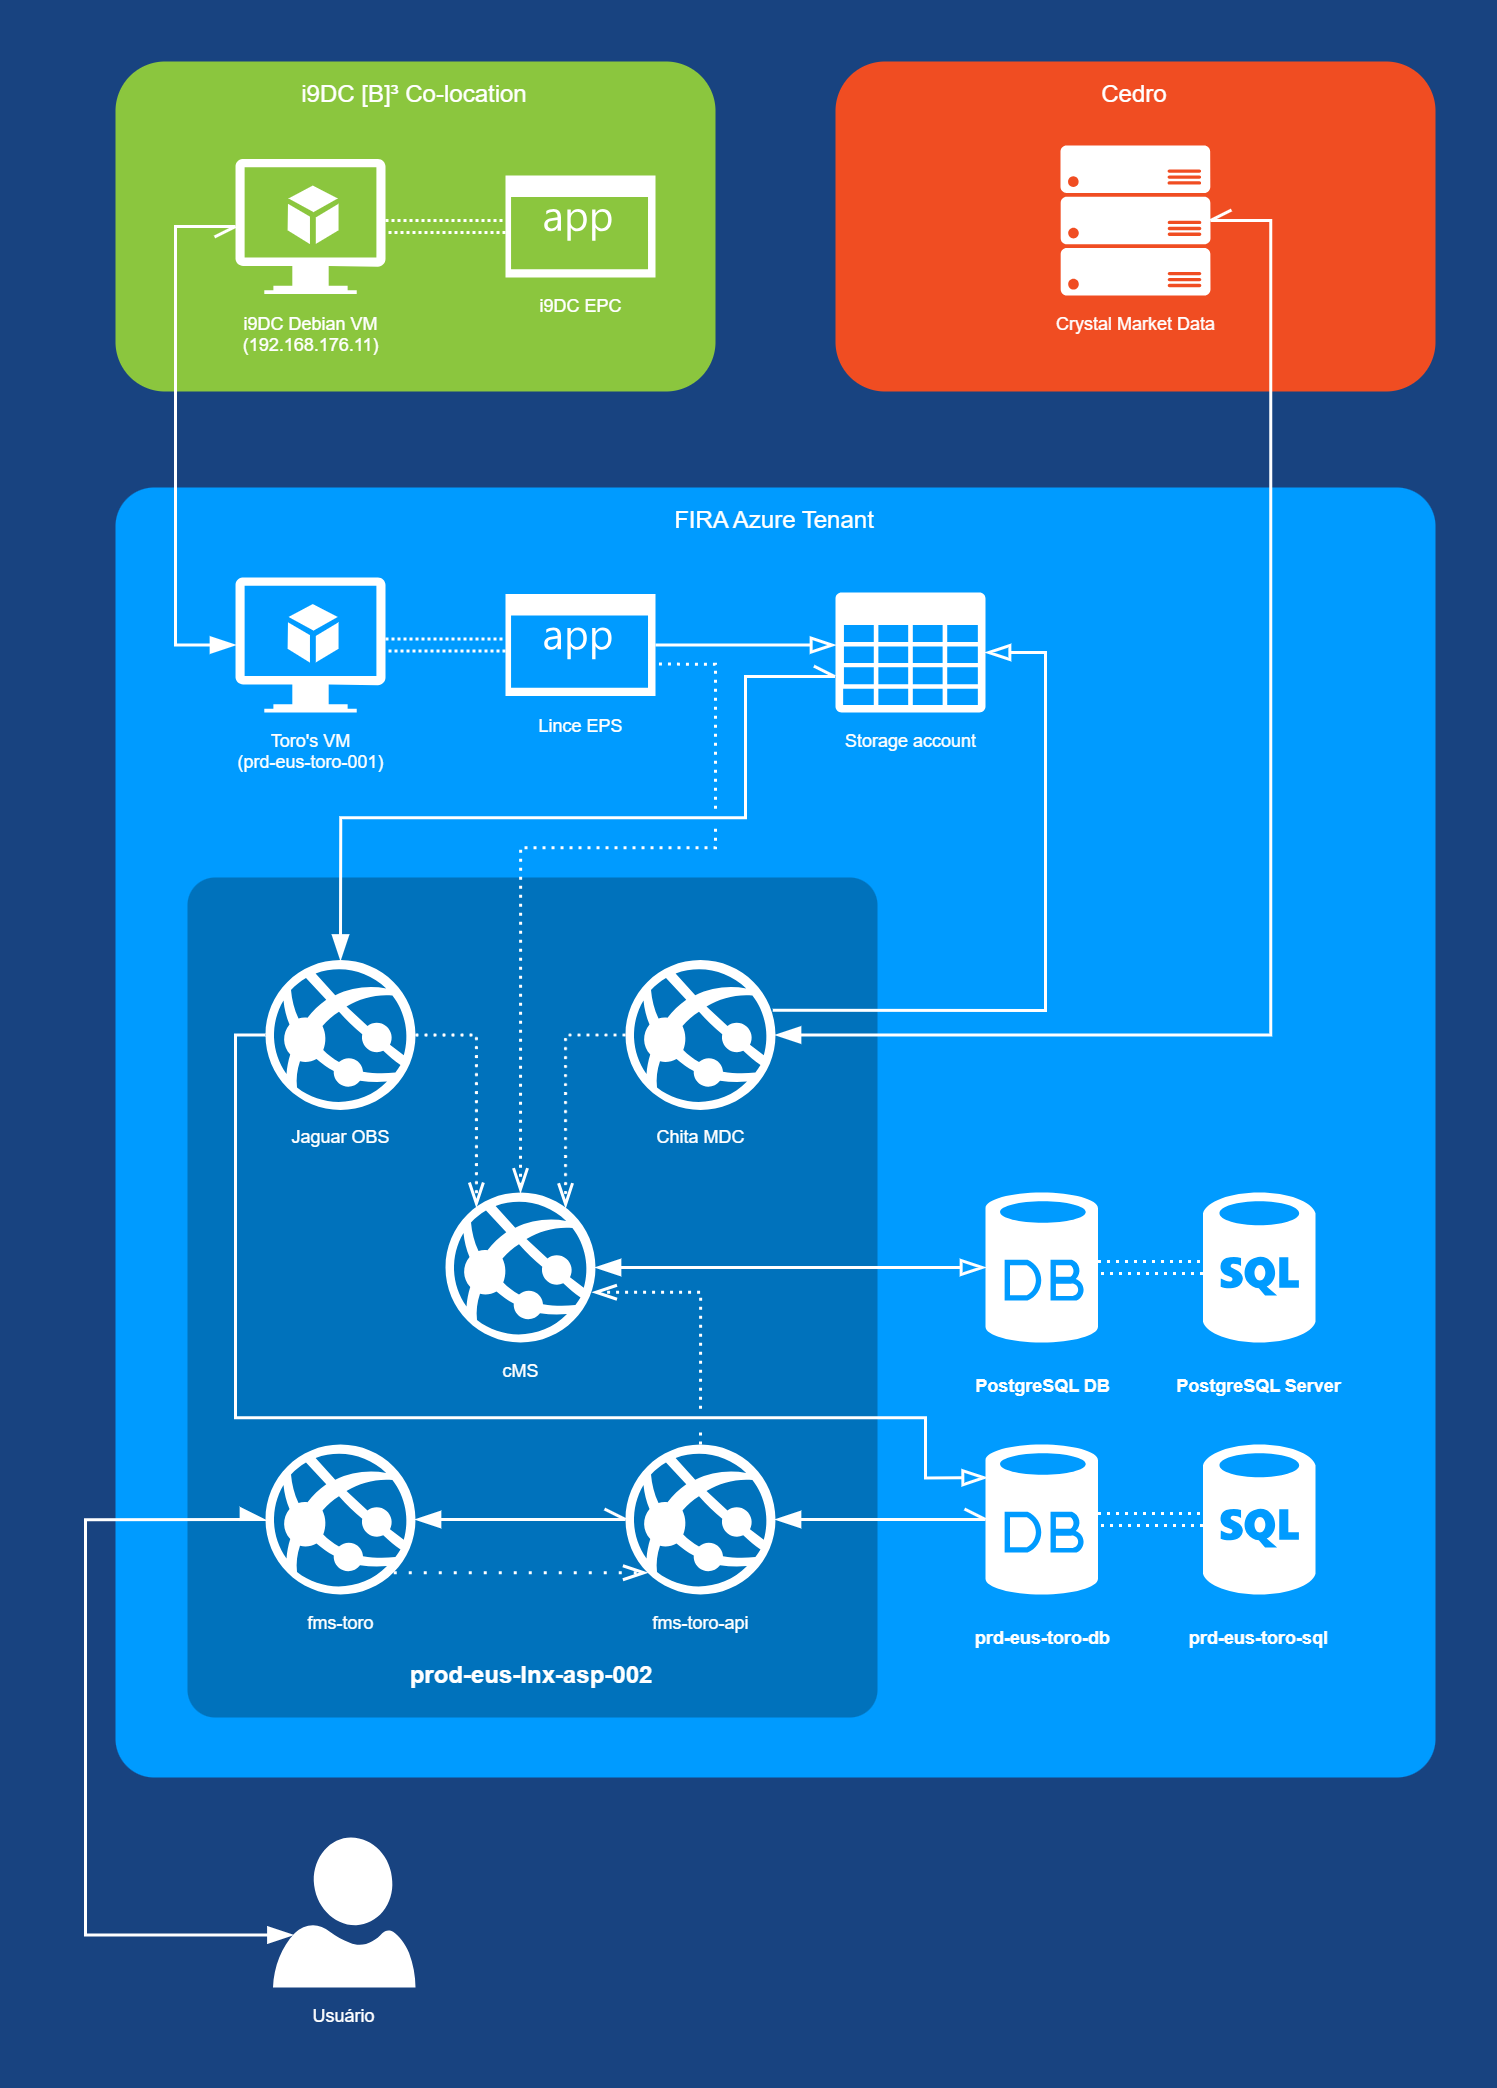 i9DC [B]³ Co-location
Cedro
app
i9DC EPC
i9DC Debian VM
(192.168.176.11)
Crystal Market Data
FIRA Azure Tenant
app
Lince EPS
Toro's VM
(prd-eus-toro-001)
Storage account
Jaguar OBS
Chita MDC
cMS
DB
SQL
PostgreSQL DB
PostgreSQL Server
DB
SQL
fms-toro
fms-toro-api
prd-eus-toro-db
prd-eus-toro-sql
prod-eus-lnx-asp-002
Usuário